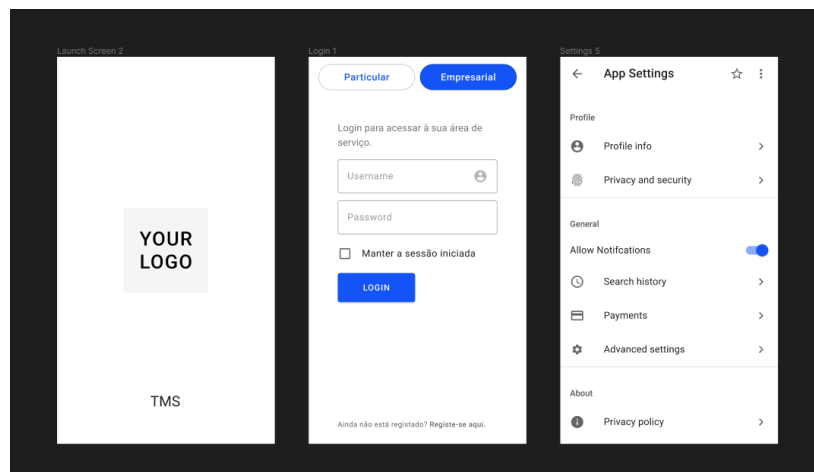 Launch Screen 2
YOUR
LOGO
TMS
Login 1
Particular
Empresarial
Login para acessar à sua área de
serviço.
Username
Password
Manter a sessão iniciada
LOGIN
Ainda não está registado? Registe-se aqui.
Settings 5
App Settings
Profile
Profile info
Privacy and security
General
Allow Notifcations
Search history
Payments
Advanced settings
About
Privacy policy